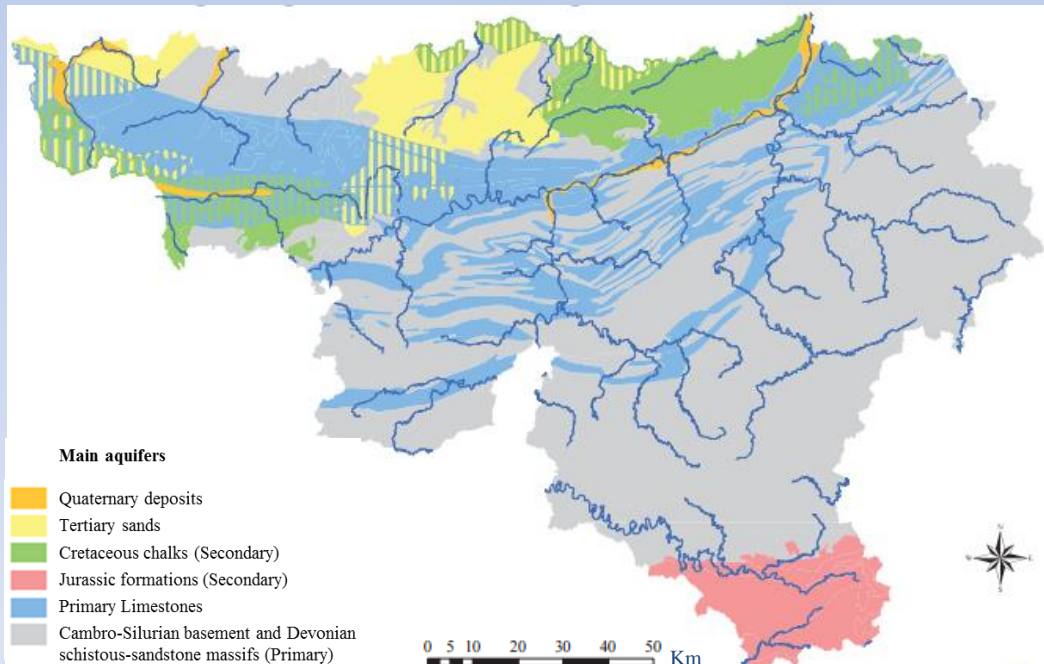 Main aquifers
Quaternary deposits
Tertiary sands
Cretaceous chalks (Secondary)
Jurassic formations (Secondary)
Primary Limestones
Cambro-Silurian basement and Devonian
schistous-sandstone massifs (Primary)
N
W E
S
0 5 10 20 30 40 50 Km